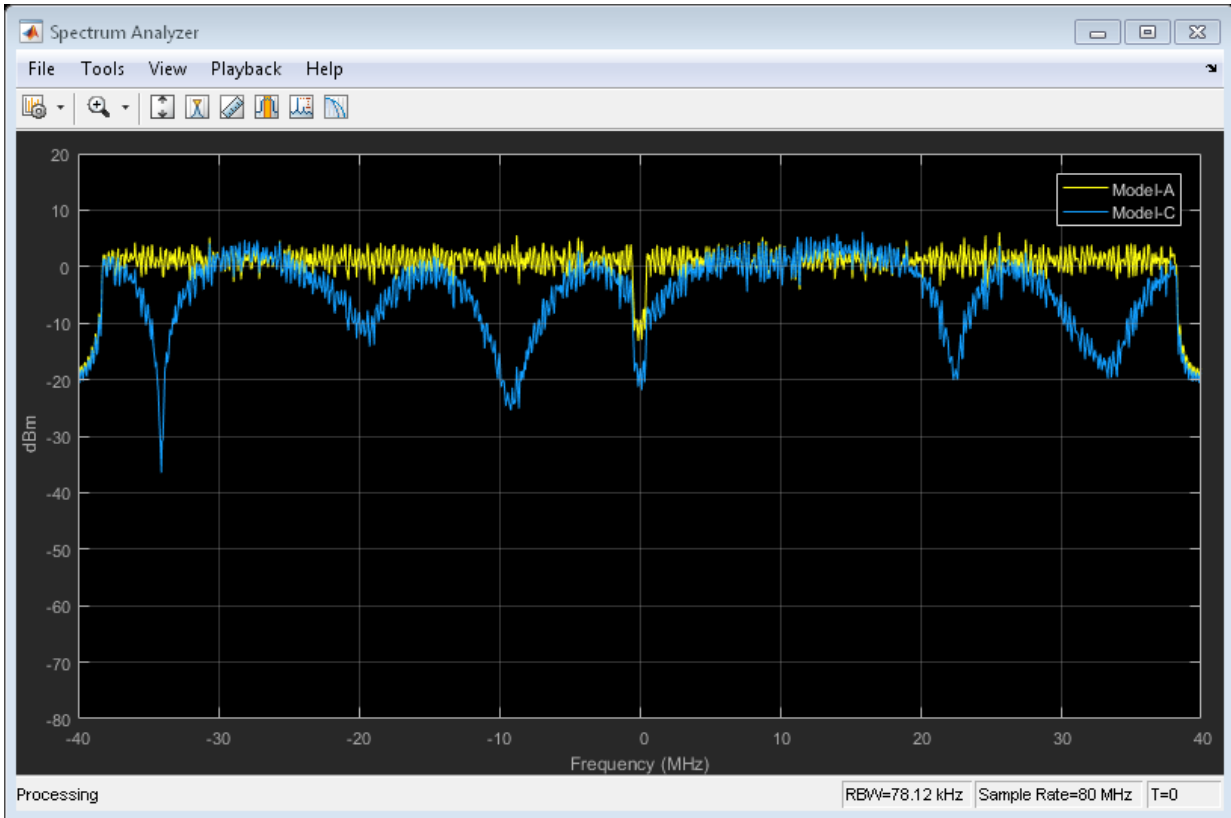 Spectrum Analyzer
File Tools View Playback Help
Model-A
Model-C
20
10
0
-10
-20
-30
-40
-50
-60
-70
-80
dBm
-40 -30 -20 -10 0 10 20 30 40
Frequency (MHz)
Processing RBW=78.12 kHz Sample Rate=80 MHz T=0